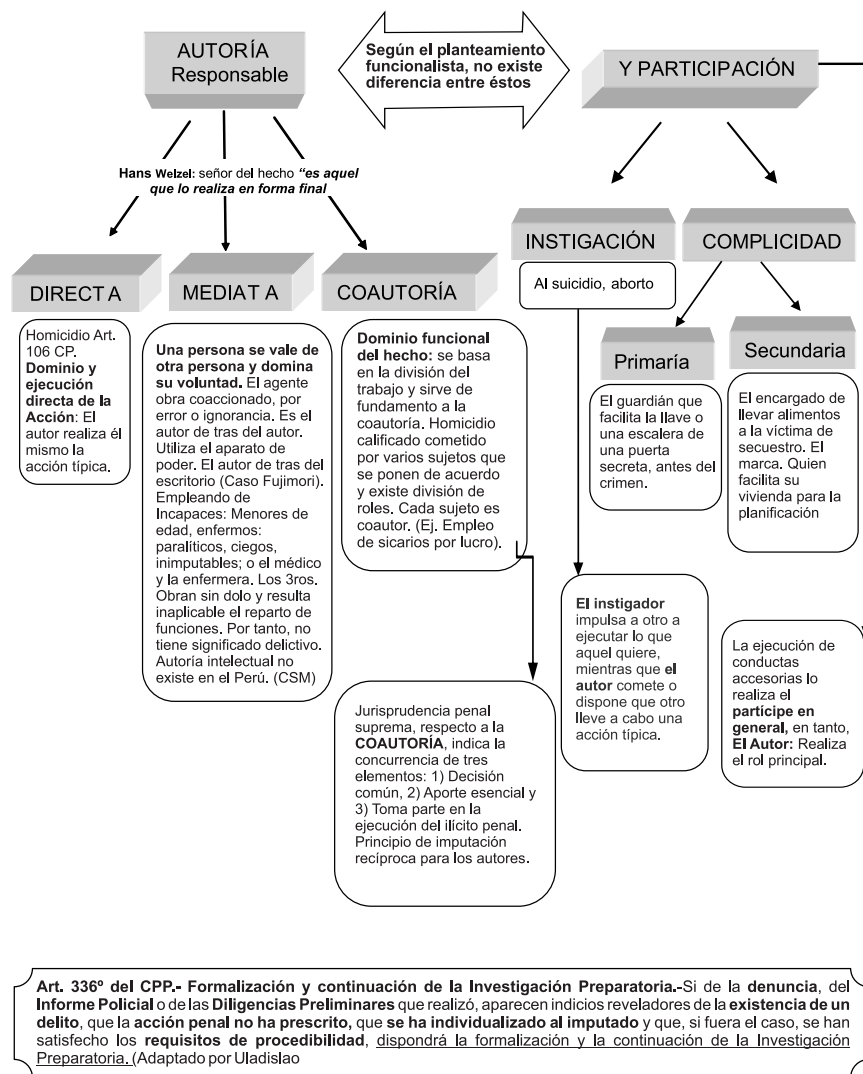 AUTORÍA
Responsable
Según el planteamiento
funcionalista, no existe
diferencia entre éstos
Y PARTICIPACIÓN
Hans Welzel: señor del hecho “es aquel
que lo realiza en forma final
DIRECT A
MEDIAT A
COAUTORÍA
INSTIGACIÓN
COMPLICIDAD
Homicidio Art.
106 CP.
Dominio y
ejecución
directa de la
Acción: El
autor realiza él
mismo la
acción típica.
Una persona se vale de
otra persona y domina
su voluntad. El agente
obra coaccionado, por
error o ignorancia. Es el
autor de tras del autor.
Utiliza el aparato de
poder. El autor de tras del
escritorio (Caso Fujimori).
Empleando de
Incapaces: Menores de
edad, enfermos:
paralíticos, ciegos,
inimputables; o el médico
y la enfermera. Los 3ros.
Obran sin dolo y resulta
inaplicable el reparto de
funciones. Por tanto, no
tiene significado delictivo.
Autoría intelectual no
existe en el Perú. (CSM)
Dominio funcional
del hecho: se basa
en la división del
trabajo y sirve de
fundamento a la
coautoría. Homicidio
calificado cometido
por varios sujetos que
se ponen de acuerdo
y existe división de
roles. Cada sujeto es
coautor. (Ej. Empleo
de sicarios por lucro).
Al suicidio, aborto
Primaría
Secundaria
El guardián que
facilita la llave o
una escalera de
una puerta
secreta, antes del
crimen.
El encargado de
llevar alimentos
a la víctima de
secuestro. El
marca. Quien
facilita su
vivienda para la
planificación
Jurisprudencia penal
suprema, respecto a la
COAUTORÍA, indica la
concurrencia de tres
elementos: 1) Decisión
común, 2) Aporte esencial y
3) Toma parte en la
ejecución del ilícito penal.
Principio de imputación
recíproca para los autores.
El instigador
impulsa a otro a
ejecutar lo que
aquel quiere,
mientras que el
autor comete o
dispone que otro
lleve a cabo una
acción típica.
La ejecución de
conductas
accesorias lo
realiza el
partícipe en
general, en tanto,
El Autor: Realiza
el rol principal.
Art. 336º del CPP.- Formalización y continuación de la Investigación Preparatoria.-Si de la denuncia, del
Informe Policial o de las Diligencias Preliminares que realizó, aparecen indicios reveladores de la existencia de un
delito, que la acción penal no ha prescrito, que se ha individualizado al imputado y que, si fuera el caso, se han
satisfecho los requisitos de procedibilidad, dispondrá la formalización y la continuación de la Investigación
Preparatoria. (Adaptado por Uladislao